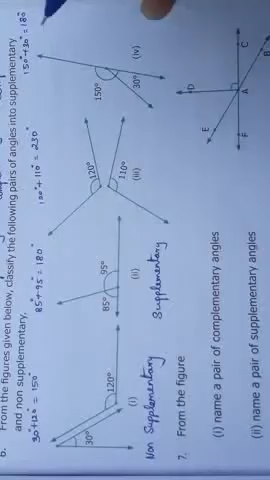 6. From the figures given below, classify the following pairs of angles into supplementary
and non supplementary,
30°+120° = 150°
85°+95° = 180°
120°+110° = 230°
150°+30° = 180°
30°
120°
85°
95°
120°
110°
150°
30°
(i)
(ii)
(iii)
(iv)
Non Supplementary
Supplementary
7. From the figure
(i) name a pair of complementary angles
(ii) name a pair of supplementary angles
E
D
F
A
C
B